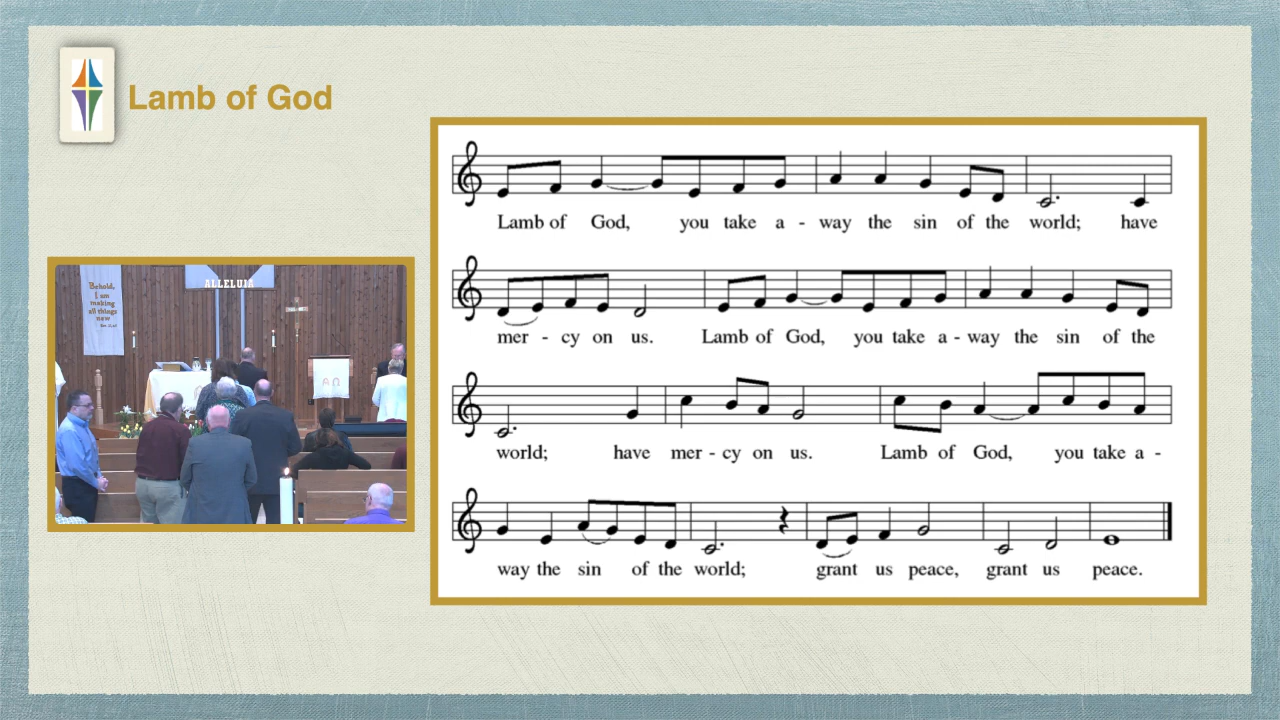 Lamb of God
Lamb of God, you take a - way the sin of the world; have
mer - cy on us. Lamb of God, you take a - way the sin of the
world; have mer - cy on us. Lamb of God, you take a -
way the sin of the world; grant us peace, grant us peace.
ALLELUIA
Behold,
I am
making
all things
new